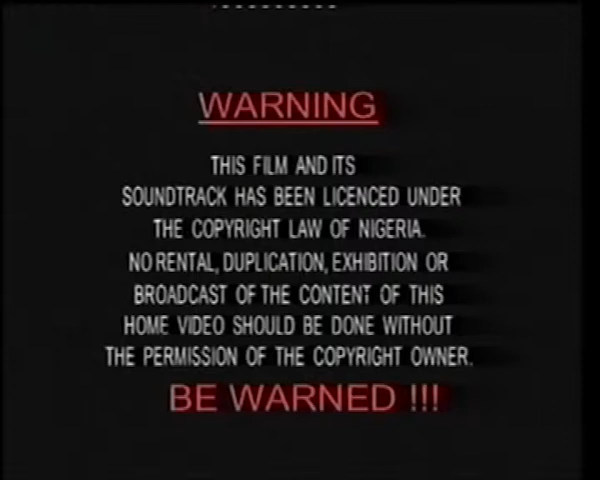 WARNING
THIS FILM AND ITS
SOUNDTRACK HAS BEEN LICENCED UNDER
THE COPYRIGHT LAW OF NIGERIA.
NO RENTAL, DUPLICATION, EXHIBITION OR
BROADCAST OF THE CONTENT OF THIS
HOME VIDEO SHOULD BE DONE WITHOUT
THE PERMISSION OF THE COPYRIGHT OWNER.
BE WARNED !!!